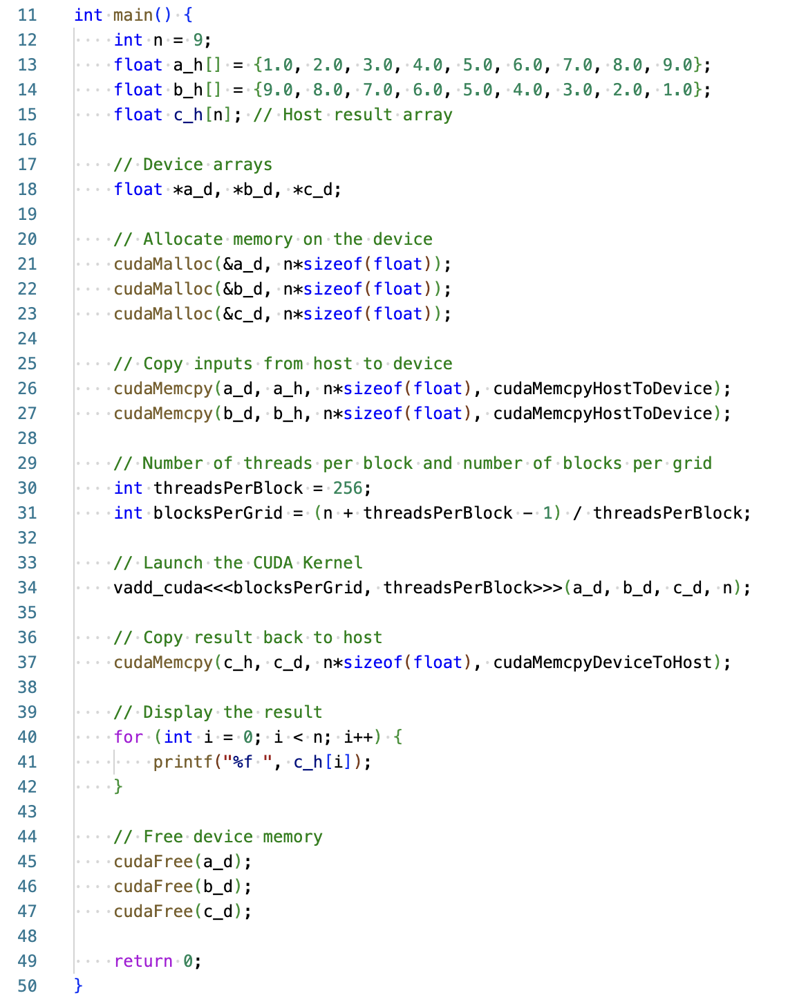 11 int main() {
12     int n = 9;
13     float a_h[] = {1.0, 2.0, 3.0, 4.0, 5.0, 6.0, 7.0, 8.0, 9.0};
14     float b_h[] = {9.0, 8.0, 7.0, 6.0, 5.0, 4.0, 3.0, 2.0, 1.0};
15     float c_h[n]; // Host result array
16
17     // Device arrays
18     float *a_d, *b_d, *c_d;
19
20     // Allocate memory on the device
21     cudaMalloc(&a_d, n*sizeof(float));
22     cudaMalloc(&b_d, n*sizeof(float));
23     cudaMalloc(&c_d, n*sizeof(float));
24
25     // Copy inputs from host to device
26     cudaMemcpy(a_d, a_h, n*sizeof(float), cudaMemcpyHostToDevice);
27     cudaMemcpy(b_d, b_h, n*sizeof(float), cudaMemcpyHostToDevice);
28
29     // Number of threads per block and number of blocks per grid
30     int threadsPerBlock = 256;
31     int blocksPerGrid = (n + threadsPerBlock - 1) / threadsPerBlock;
32
33     // Launch the CUDA Kernel
34     vadd_cuda<<<blocksPerGrid, threadsPerBlock>>>(a_d, b_d, c_d, n);
35
36     // Copy result back to host
37     cudaMemcpy(c_h, c_d, n*sizeof(float), cudaMemcpyDeviceToHost);
38
39     // Display the result
40     for (int i = 0; i < n; i++) {
41         printf("%f ", c_h[i]);
42     }
43
44     // Free device memory
45     cudaFree(a_d);
46     cudaFree(b_d);
47     cudaFree(c_d);
48
49     return 0;
50 }